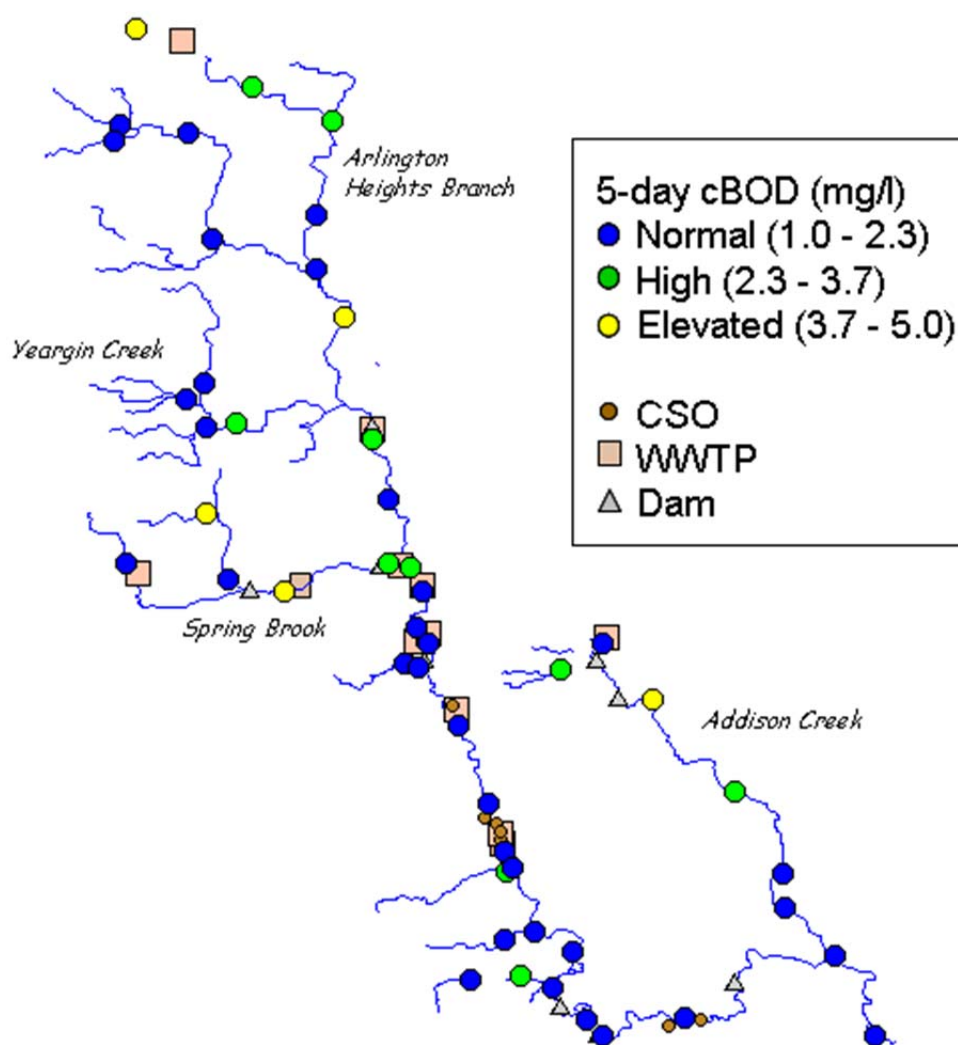 Arlington
Heights Branch
5-day cBOD (mg/l)
Normal (1.0 - 2.3)
High (2.3 - 3.7)
Elevated (3.7 - 5.0)
CSO
WWTP
Dam
Yeargin Creek
Spring Brook
Addison Creek